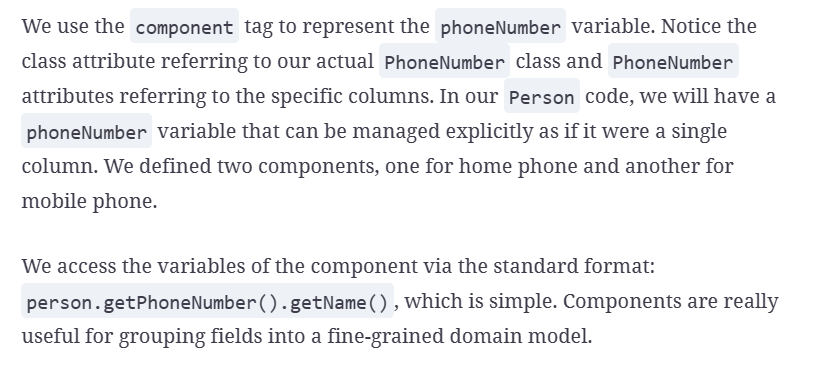 We use the component tag to represent the phoneNumber variable. Notice the
class attribute referring to our actual PhoneNumber class and PhoneNumber
attributes referring to the specific columns. In our Person code, we will have a
phoneNumber variable that can be managed explicitly as if it were a single
column. We defined two components, one for home phone and another for
mobile phone.
We access the variables of the component via the standard format:
person.getPhoneNumber().getName(), which is simple. Components are really
useful for grouping fields into a fine-grained domain model.